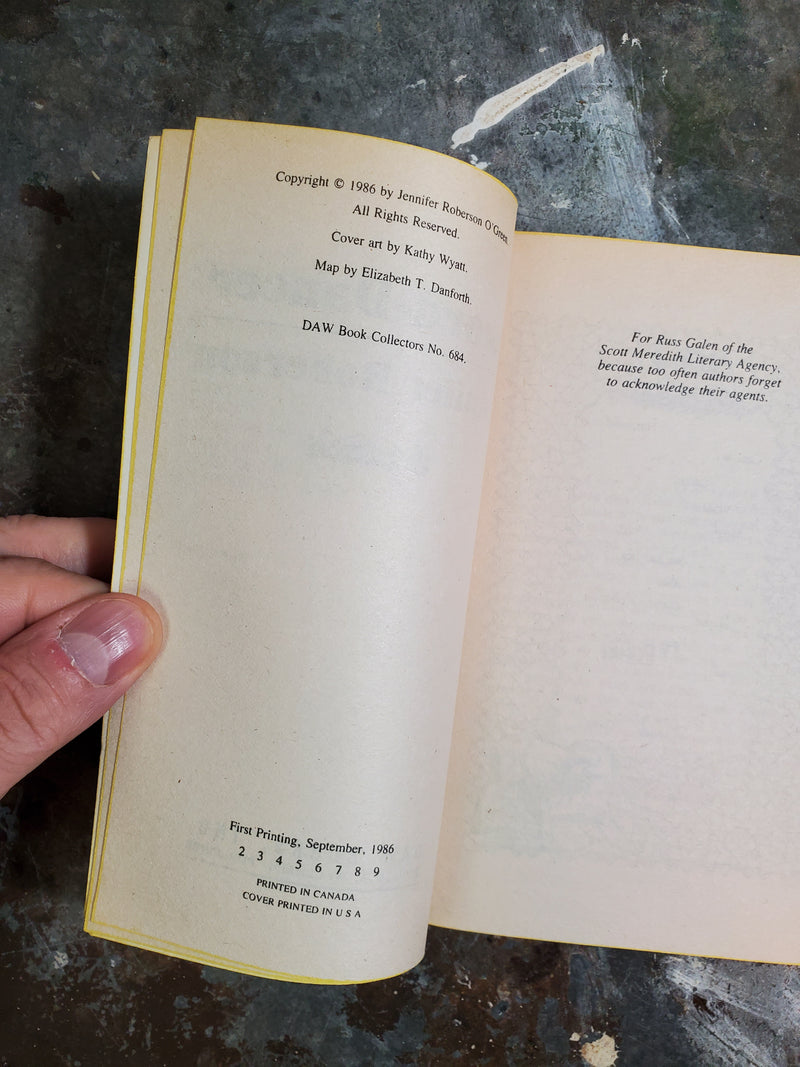 Copyright © 1986 by Jennifer Roberson O'Green
All Rights Reserved.
Cover art by Kathy Wyatt.
Map by Elizabeth T. Danforth.
DAW Book Collectors No. 684.
First Printing, September, 1986
2 3 4 5 6 7 8 9
PRINTED IN CANADA
COVER PRINTED IN U S A
For Russ Galen of the
Scott Meredith Literary Agency,
because too often authors forget
to acknowledge their agents.